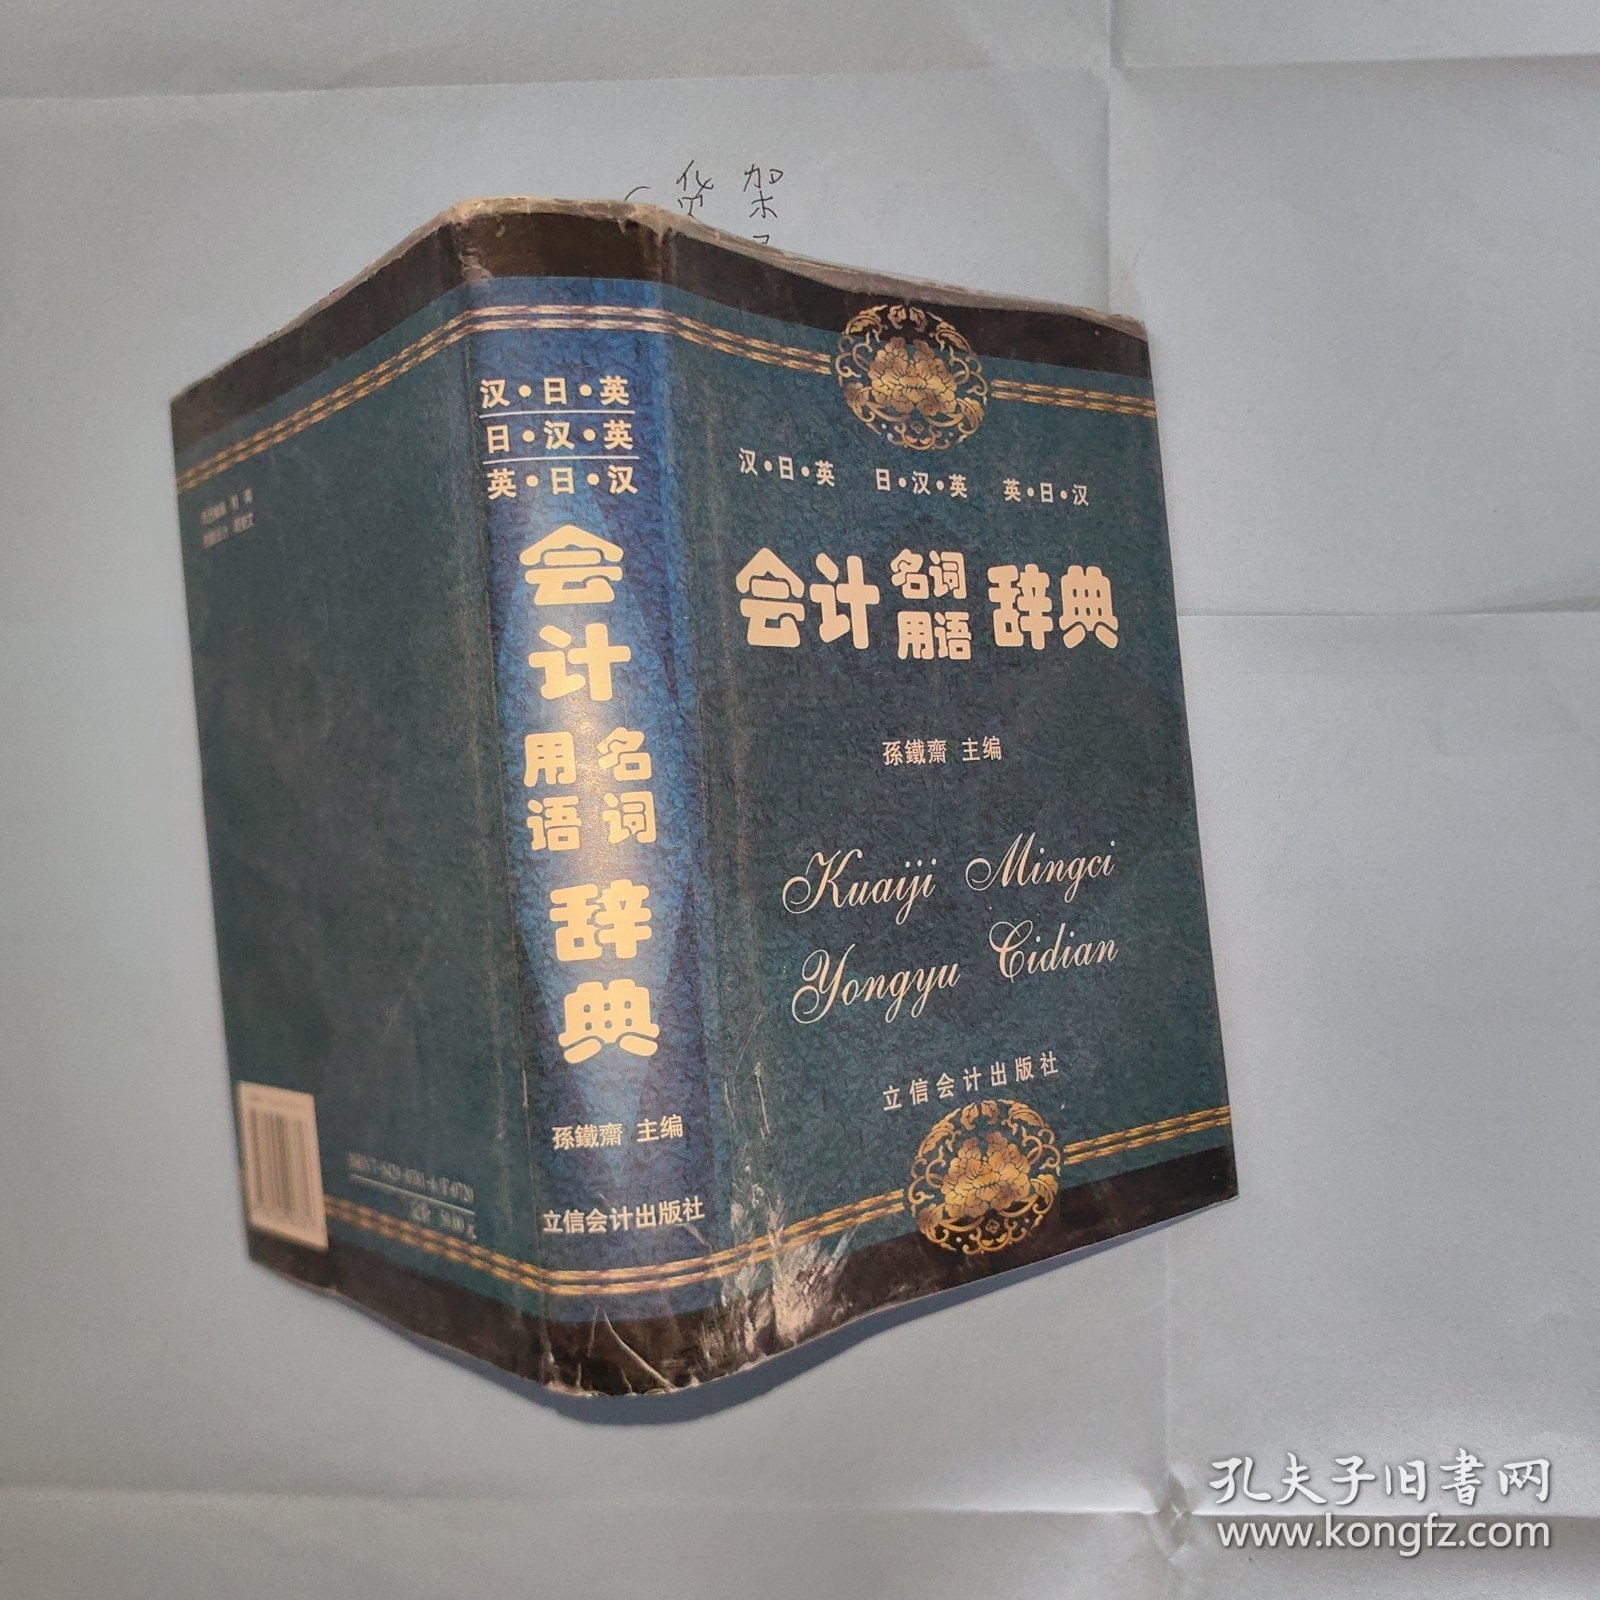 货 架
汉·日·英
日·汉·英
英·日·汉
会计
名词
用语
辞典
孫鐵齋 主编
立信会计出版社
汉·日·英 日·汉·英 英·日·汉
会计 名词 用语 辞典
孫鐵齋 主编
Kuaiji Mingci
Yongyu Cidian
立信会计出版社
孔夫子旧书网
www.kongfz.com